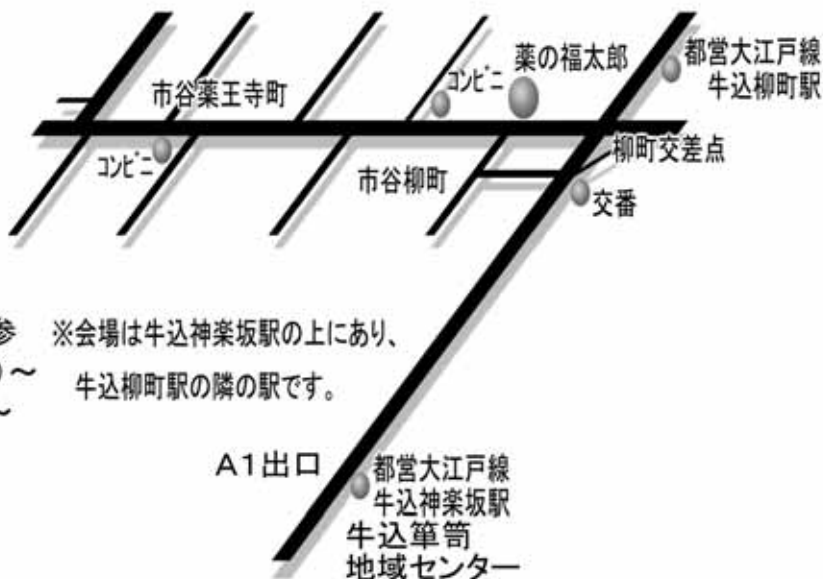 薬の福太郎
都営大江戸線
牛込柳町駅
コンビニ
市谷薬王寺町
コンビニ
市谷柳町
柳町交差点
交番
参
※会場は牛込神楽坂駅の上にあり、
～
牛込柳町駅の隣の駅です。
A1出口
都営大江戸線
牛込神楽坂駅
牛込箪笥
地域センター